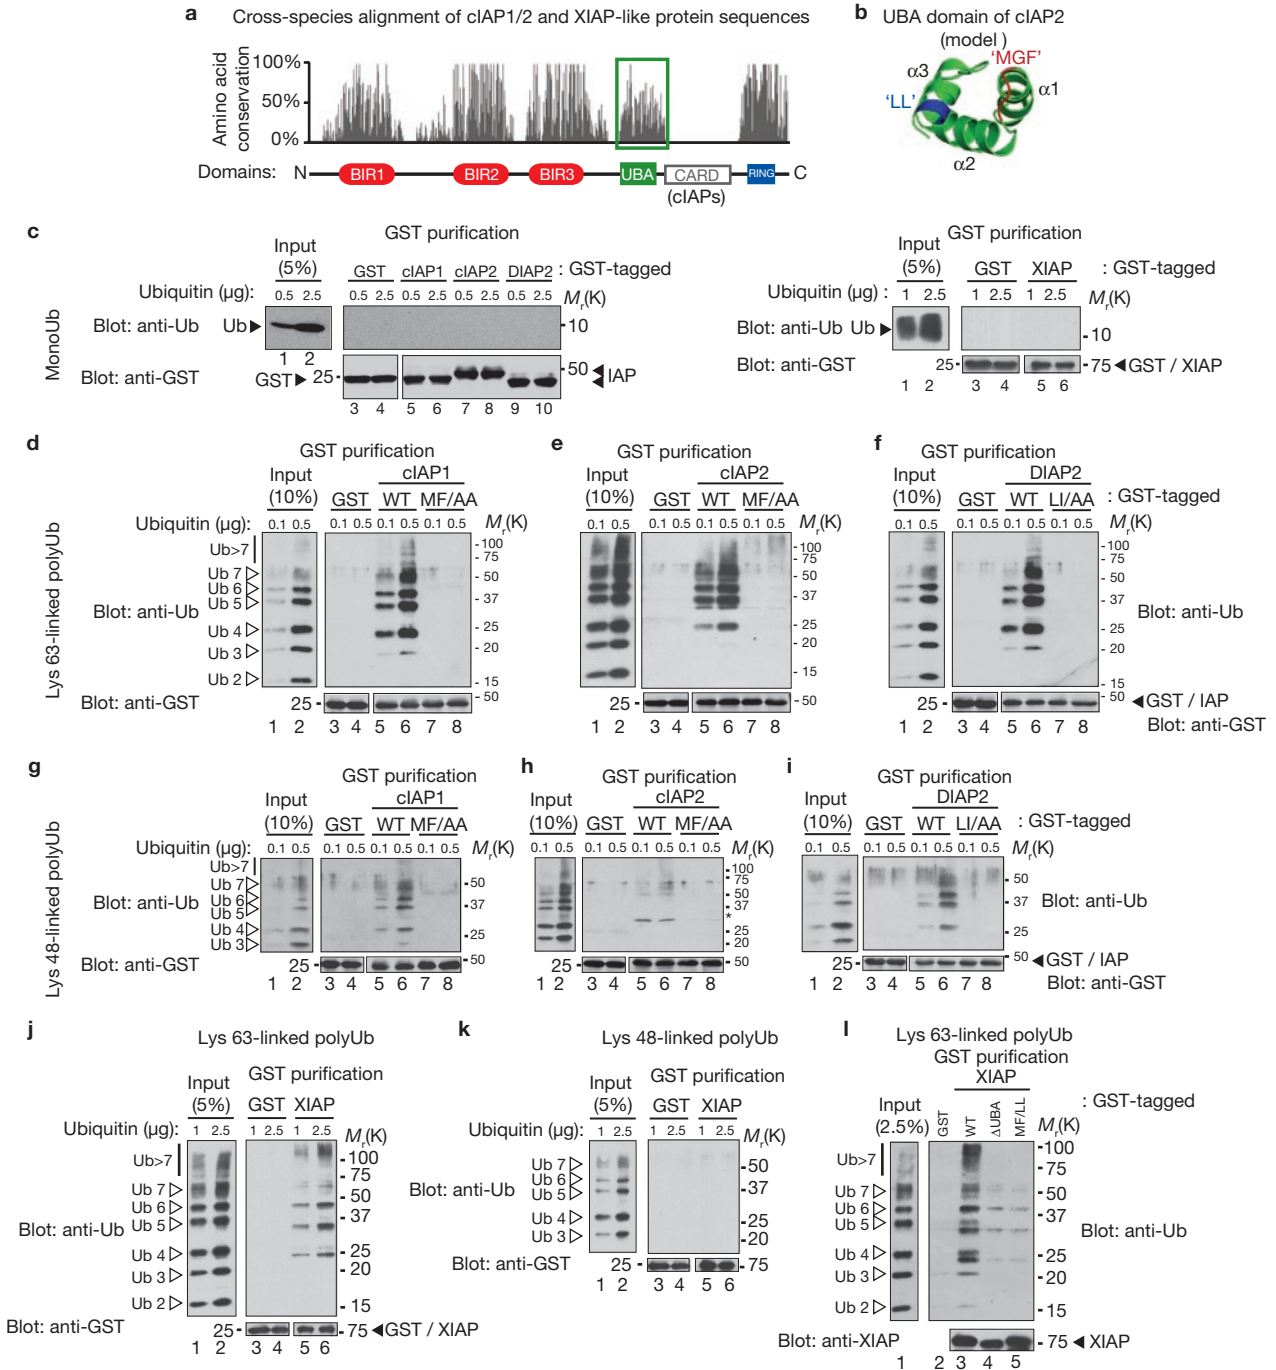 a Cross-species alignment of cIAP1/2 and XIAP-like protein sequences
Amino acid
conservation
100%
50%
0%
Domains: N BIR1 BIR2 BIR3 UBA CARD RING C
(cIAPs)
b UBA domain of cIAP2
(model )
'MGF'
α3
α1
'LL'
α2
c
MonoUb
GST purification
Input
(5%)
GST cIAP1 cIAP2 DIAP2 : GST-tagged
Ubiquitin (µg): 0.5 2.5 0.5 2.5 0.5 2.5 0.5 2.5 0.5 2.5 Mr(K)
Blot: anti-Ub Ub 10
1 2
Blot: anti-GST GST 25 50 IAP
3 4 5 6 7 8 9 10
GST purification
Input
(5%)
GST XIAP : GST-tagged
Ubiquitin (µg) : 1 2.5 1 2.5 1 2.5 Mr(K)
Blot: anti-Ub Ub 10
Blot: anti-GST 25 75 GST / XIAP
1 2 3 4 5 6
Lys 63-linked polyUb
d GST purification
Input
(10%)
cIAP1
GST WT MF/AA
Ubiquitin (µg): 0.1 0.5 0.1 0.5 0.1 0.5 0.1 0.5 Mr(K)
Blot: anti-Ub
Ub>7
Ub 7
Ub 6
Ub 5
Ub 4
Ub 3
Ub 2
100
75
50
37
25
20
15
Blot: anti-GST 25 50
1 2 3 4 5 6 7 8
e GST purification
Input
(10%)
cIAP2
GST WT MF/AA
0.1 0.5 0.1 0.5 0.1 0.5 0.1 0.5 Mr(K)
100
75
50
37
25
20
15
25 50
1 2 3 4 5 6 7 8
f GST purification
Input
(10%)
DIAP2
GST WT LI/AA : GST-tagged
0.1 0.5 0.1 0.5 0.1 0.5 0.1 0.5 Mr(K)
100
75
50
37
25
20
15
Blot: anti-Ub
25 50 GST / IAP
Blot: anti-GST
1 2 3 4 5 6 7 8
Lys 48-linked polyUb
g GST purification
Input
(10%)
cIAP1
GST WT MF/AA
Ubiquitin (µg): 0.1 0.5 0.1 0.5 0.1 0.5 0.1 0.5 Mr(K)
Blot: anti-Ub
Ub>7
Ub 7
Ub 6
Ub 5
Ub 4
Ub 3
50
37
25
Blot: anti-GST 25 50
1 2 3 4 5 6 7 8
h GST purification
Input
(10%)
cIAP2
GST WT MF/AA
0.1 0.5 0.1 0.5 0.1 0.5 0.1 0.5 Mr(K)
100
75
50
37
*
25
20
25 50
1 2 3 4 5 6 7 8
i GST purification
Input
(10%)
DIAP2
GST WT LI/AA : GST-tagged
0.1 0.5 0.1 0.5 0.1 0.5 0.1 0.5 Mr(K)
50
37
25
Blot: anti-Ub
25 50 GST / IAP
Blot: anti-GST
1 2 3 4 5 6 7 8
j Lys 63-linked polyUb
GST purification
Input
(5%)
GST XIAP
Ubiquitin (µg): 1 2.5 1 2.5 1 2.5 Mr(K)
Blot: anti-Ub
Ub>7
Ub 7
Ub 6
Ub 5
Ub 4
Ub 3
Ub 2
100
75
50
37
25
20
15
Blot: anti-GST 25 75 GST / XIAP
1 2 3 4 5 6
k Lys 48-linked polyUb
GST purification
Input
(5%)
GST XIAP
Ubiquitin (µg): 1 2.5 1 2.5 1 2.5 Mr(K)
Blot: anti-Ub
Ub 7
Ub 6
Ub 5
Ub 4
Ub 3
50
37
25
20
Blot: anti-GST 25 75
1 2 3 4 5 6
l Lys 63-linked polyUb
GST purification
XIAP
Input
(2.5%)
GST WT ΔUBA MF/LL : GST-tagged
Mr(K)
Ub>7
Ub 7
Ub 6
Ub 5
Ub 4
Ub 3
Ub 2
100
75
50
37
25
20
15
Blot: anti-Ub
Blot: anti-XIAP 75 XIAP
1 2 3 4 5